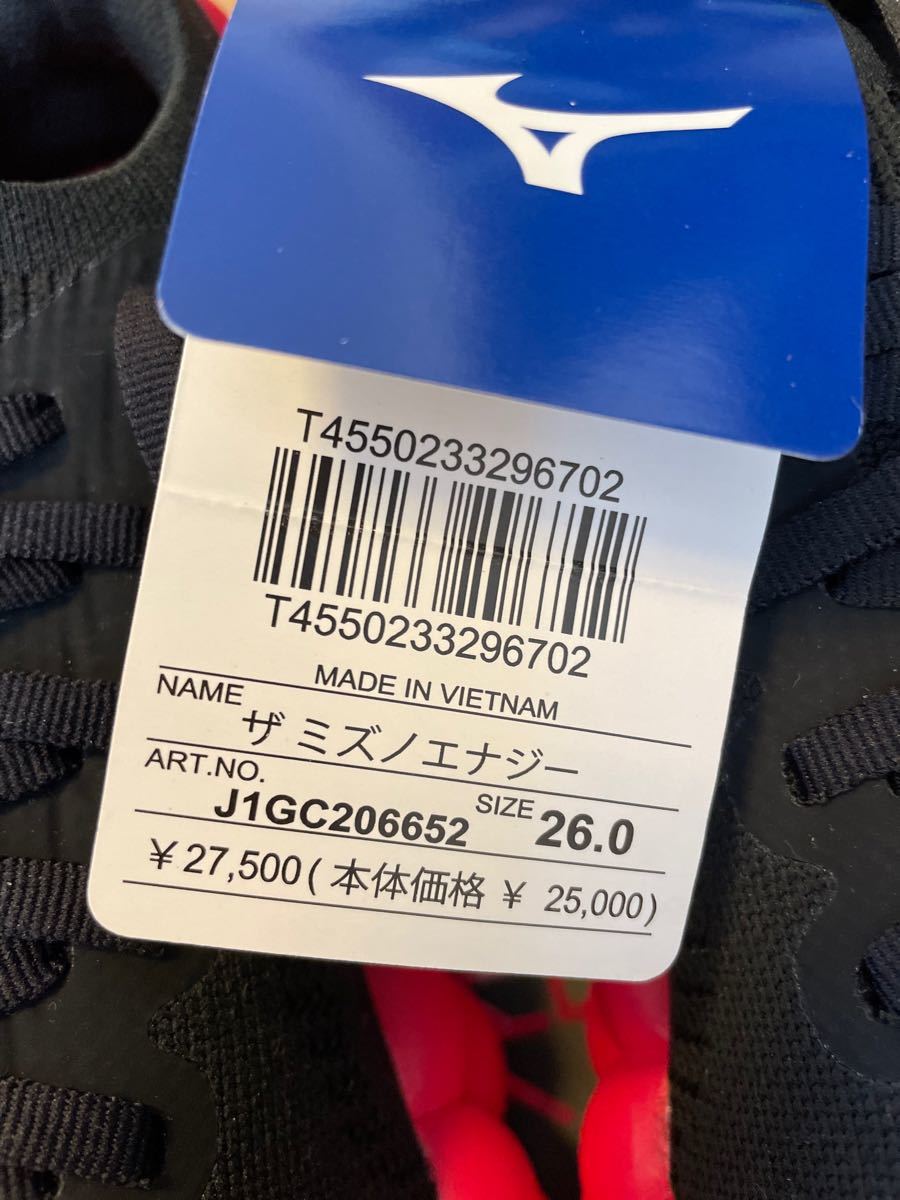 T4550233296702
T4550233296702
MADE IN VIETNAM
NAME
ザ ミズノエナジー
ART.NO.
J1GC206652 SIZE 26.0
¥27,500(本体価格 ¥ 25,000)